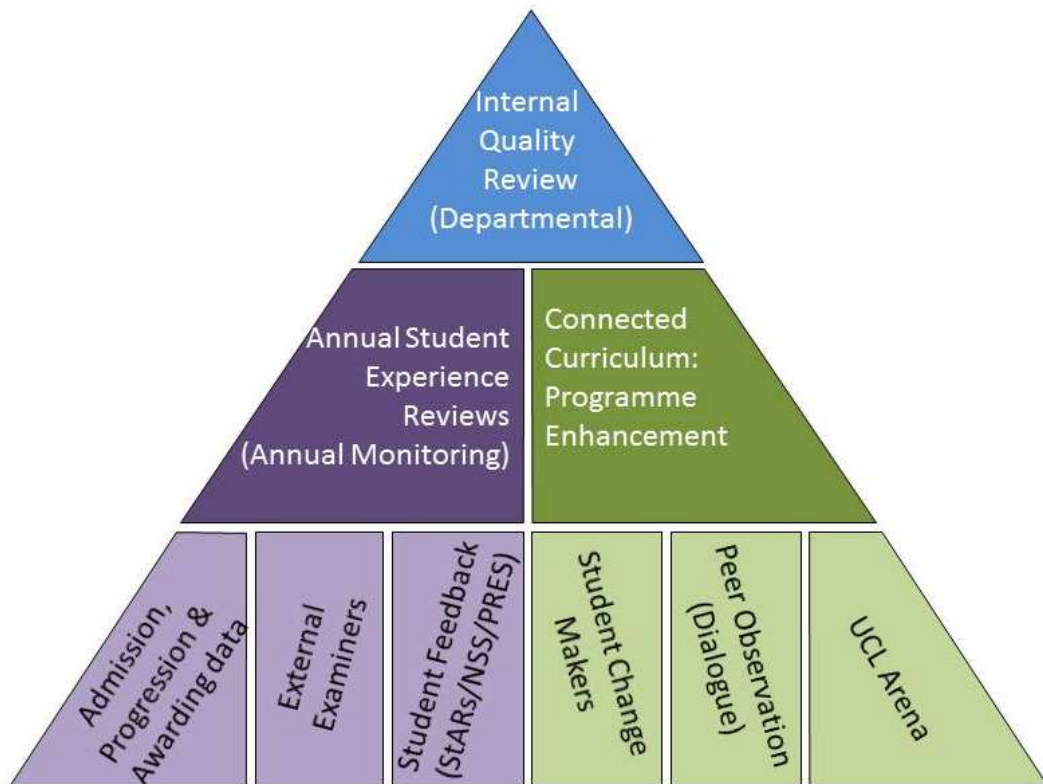 Internal
Quality
Review
(Departmental)
Annual Student
Experience
Reviews
(Annual Monitoring)
Connected
Curriculum:
Programme
Enhancement
Admission,
Progression &
Awarding data
External
Examiners
Student Feedback
(StARs/NSS/PRES)
Student Change
Makers
Peer Observation
(Dialogue)
UCL Arena